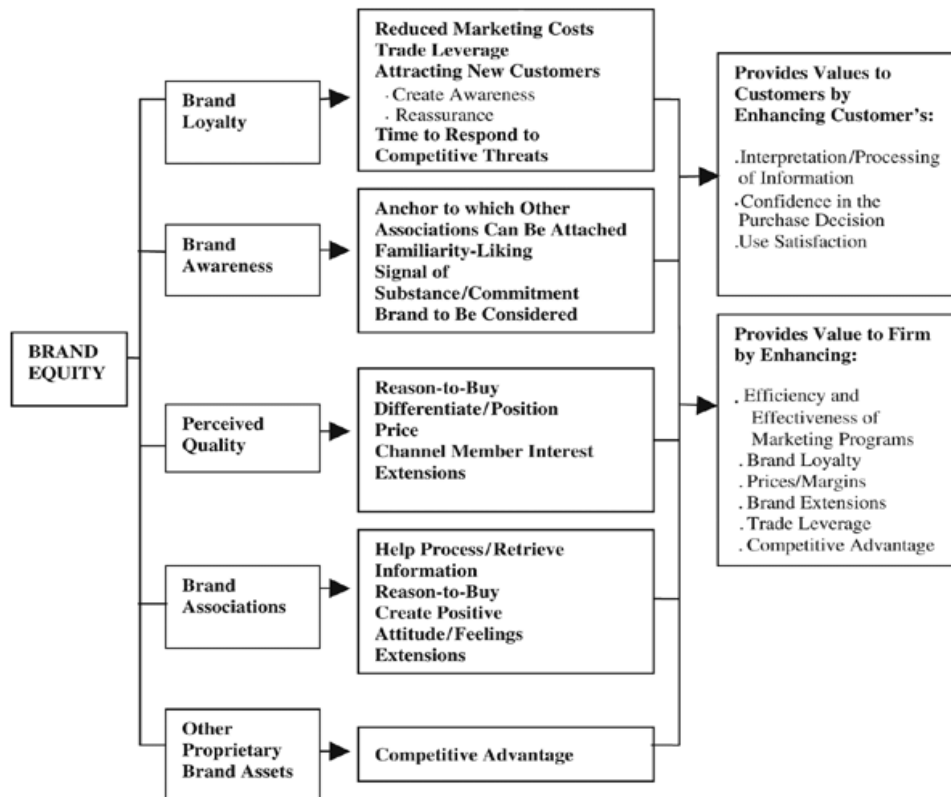 BRAND
EQUITY
Brand
Loyalty
Reduced Marketing Costs
Trade Leverage
Attracting New Customers
· Create Awareness
· Reassurance
Time to Respond to
Competitive Threats
Brand
Awareness
Anchor to which Other
Associations Can Be Attached
Familiarity-Liking
Signal of
Substance/Commitment
Brand to Be Considered
Perceived
Quality
Reason-to-Buy
Differentiate/Position
Price
Channel Member Interest
Extensions
Brand
Associations
Help Process/Retrieve
Information
Reason-to-Buy
Create Positive
Attitude/Feelings
Extensions
Other
Proprietary
Brand Assets
Competitive Advantage
Provides Values to
Customers by
Enhancing Customer's:
.Interpretation/Processing
of Information
.Confidence in the
Purchase Decision
.Use Satisfaction
Provides Value to Firm
by Enhancing:
. Efficiency and
Effectiveness of
Marketing Programs
. Brand Loyalty
. Prices/Margins
. Brand Extensions
. Trade Leverage
. Competitive Advantage